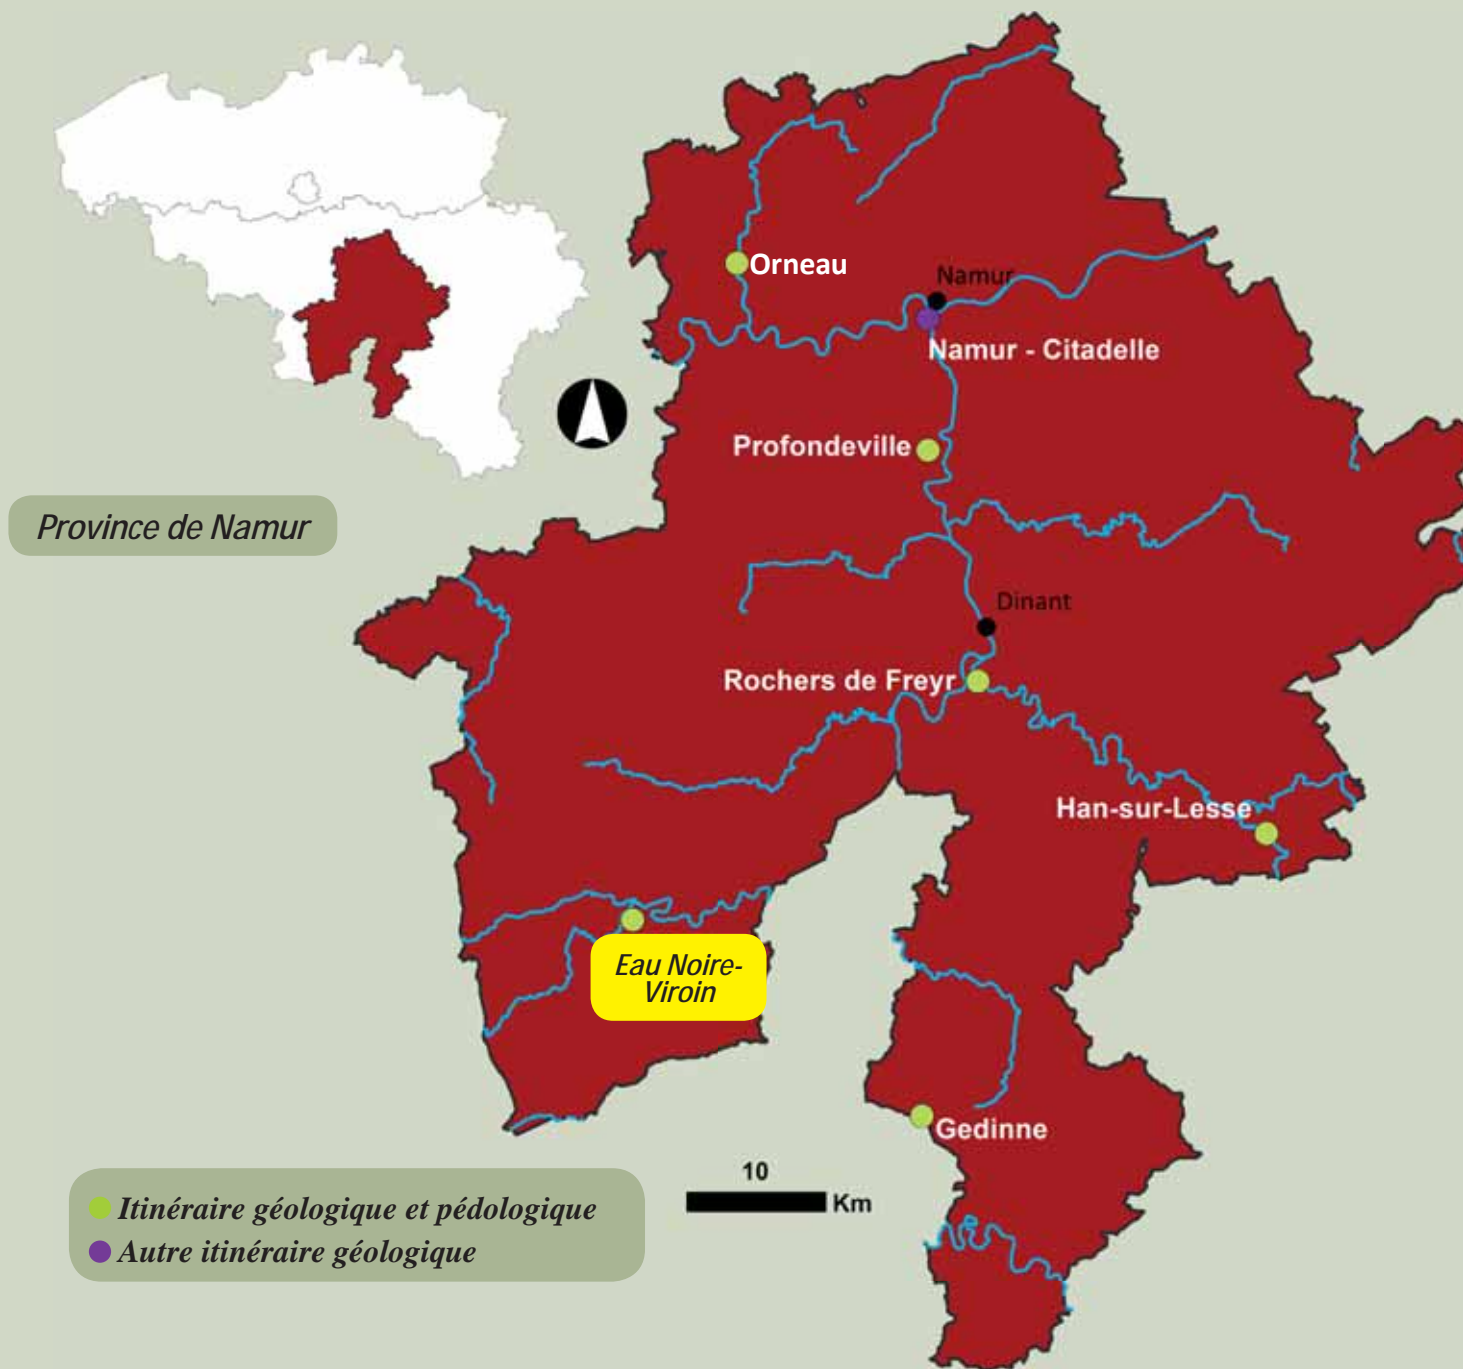 Orneau
Namur
Namur - Citadelle
Profondeville
Province de Namur
Dinant
Rochers de Freyr
Han-sur-Lesse
Eau Noire-
Viroin
Gedinne
10
Km
Itinéraire géologique et pédologique
Autre itinéraire géologique